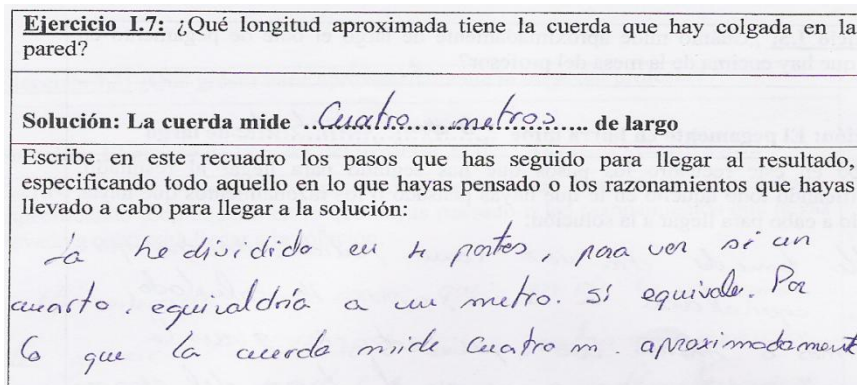 Ejercicio I.7: ¿Qué longitud aproximada tiene la cuerda que hay colgada en la
pared?
Solución: La cuerda mide ..Cuatro.....metros..... de largo
Escribe en este recuadro los pasos que has seguido para llegar al resultado,
especificando todo aquello en lo que hayas pensado o los razonamientos que hayas
llevado a cabo para llegar a la solución:
La he dividido en 4 partes, para ver si un
cuarto. equivaldría a un metro. sí equivale. Por
lo que la cuerda mide cuatro m. aproximadament